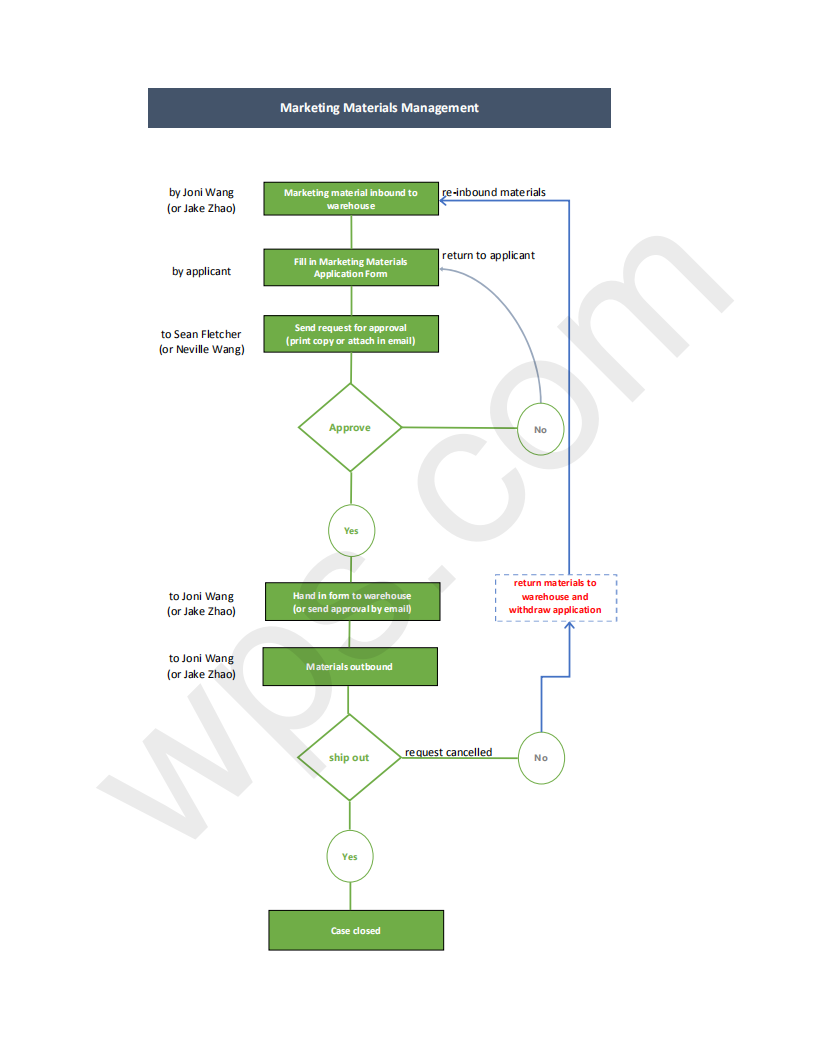 Marketing Materials Management
by Joni Wang
(or Jake Zhao)
Marketing material inbound to
warehouse
re-inbound materials
by applicant
Fill in Marketing Materials
Application Form
return to applicant
to Sean Fletcher
(or Neville Wang)
Send request for approval
(print copy or attach in email)
Approve
No
Yes
to Joni Wang
(or Jake Zhao)
Hand in form to warehouse
(or send approval by email)
return materials to
warehouse and
withdraw application
to Joni Wang
(or Jake Zhao)
Materials outbound
ship out
request cancelled
No
Yes
Case closed
wps.com